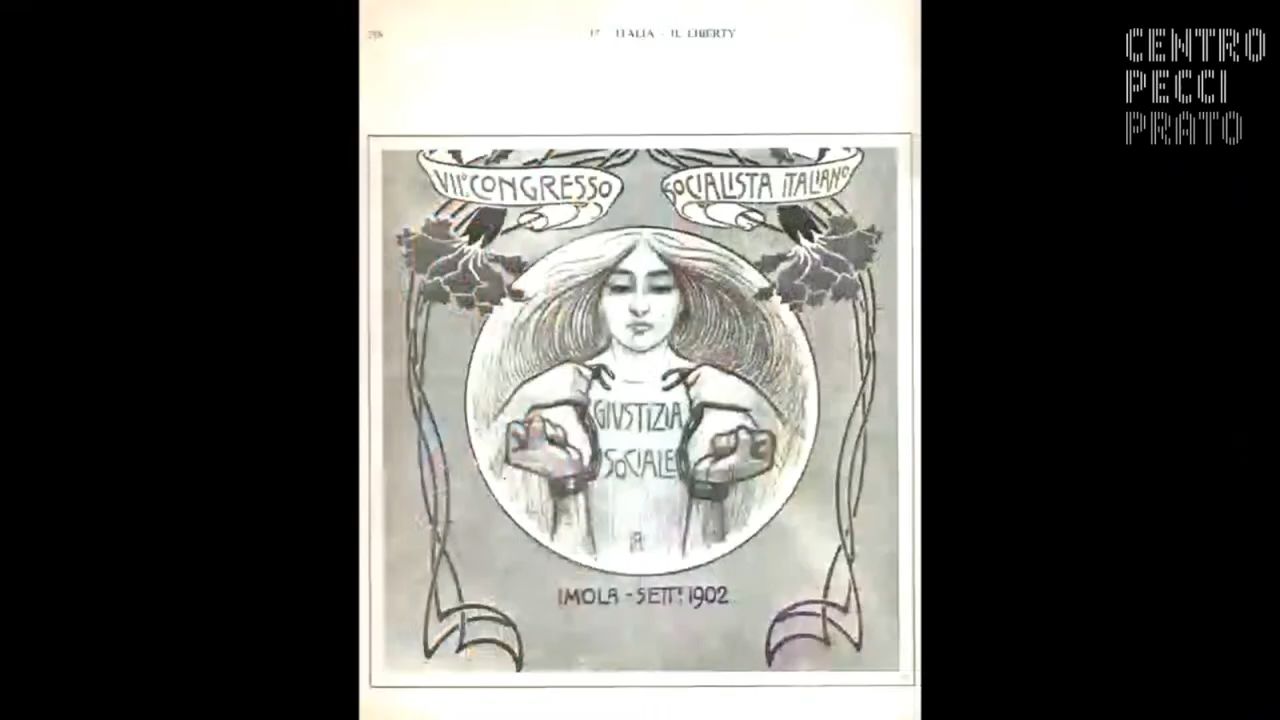 ITALIA - IL LIBERTY
CENTRO
PECCI
PRATO
VII° CONGRESSO SOCIALISTA ITALIANO
GIUSTIZIA
SOCIALE
IMOLA - SETT.e 1902